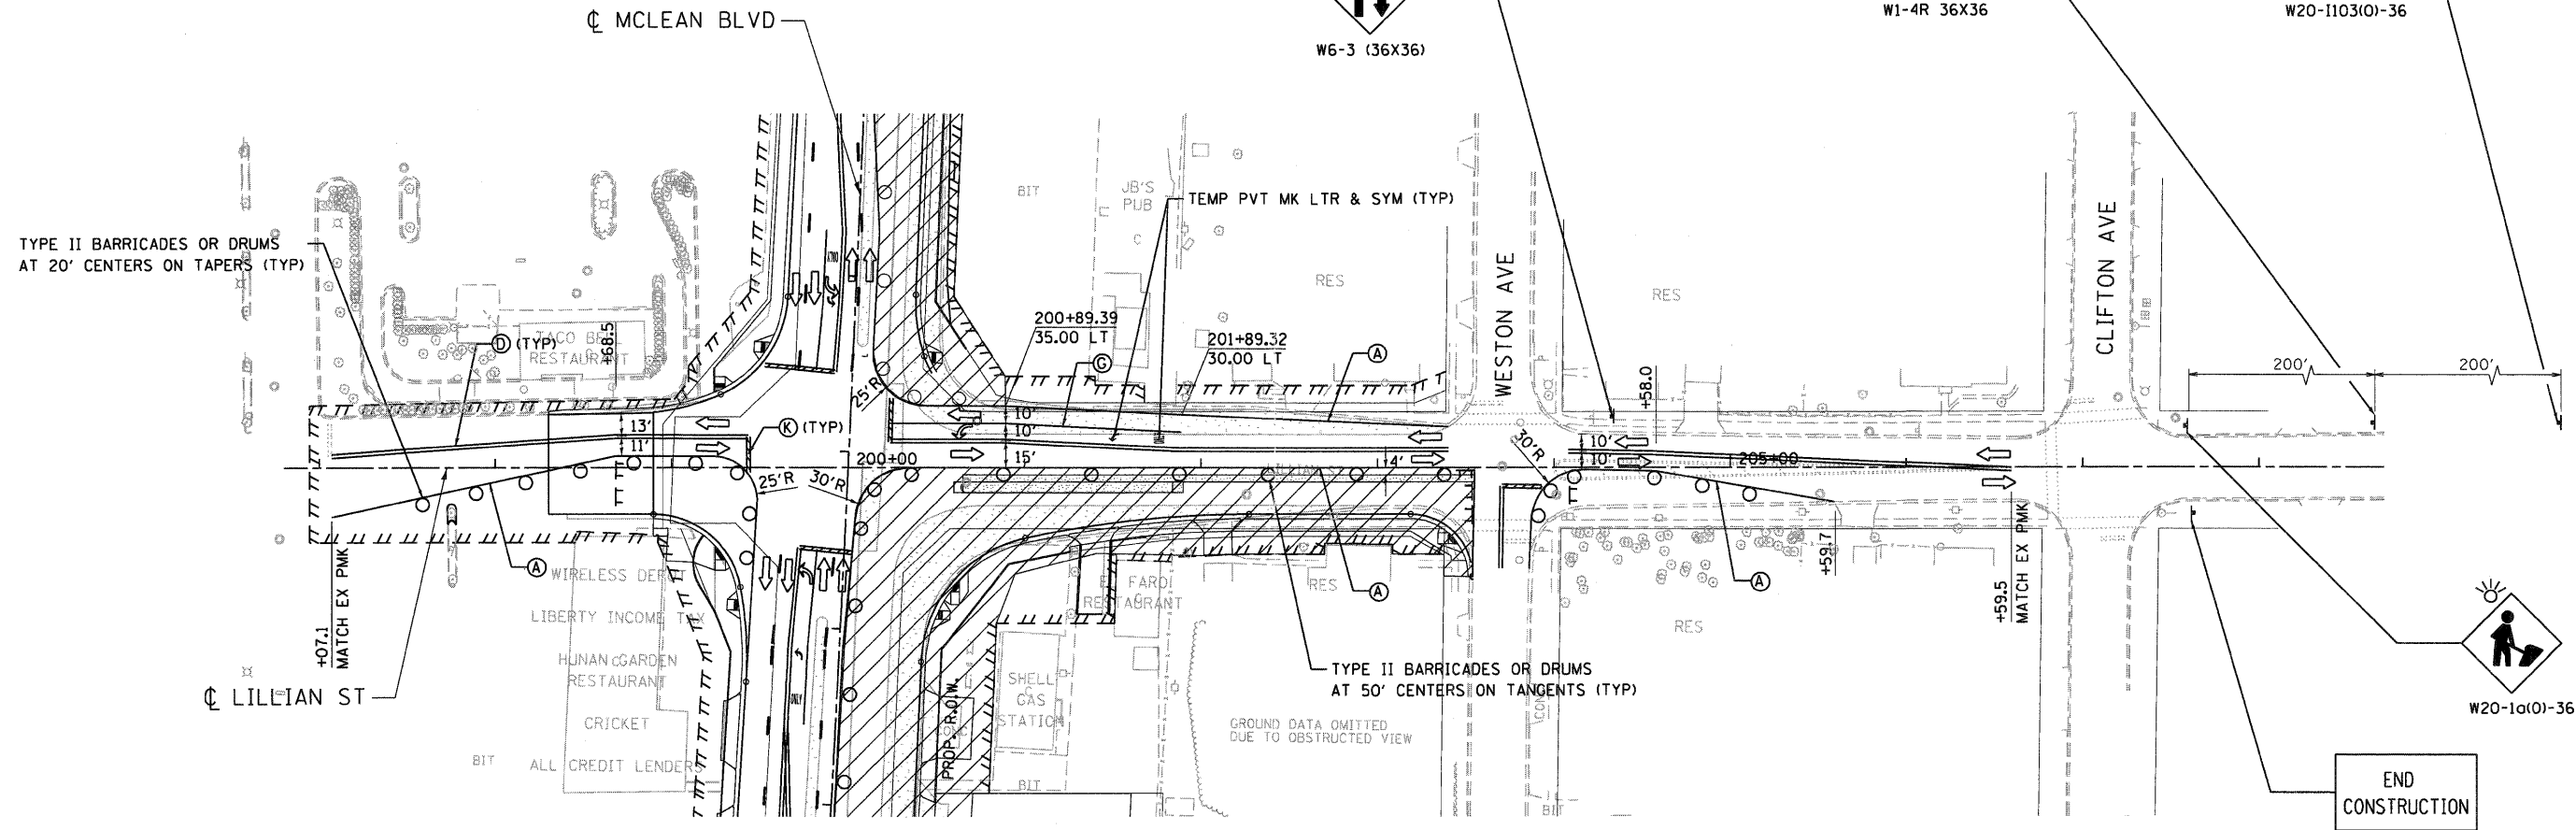 ℄ MCLEAN BLVD
W6-3 (36X36)
W1-4R 36X36
W20-I103(O)-36
TYPE II BARRICADES OR DRUMS
AT 20' CENTERS ON TAPERS (TYP)
BIT
JB'S
PUB
TEMP PVT MK LTR & SYM (TYP)
RES
RES
WESTON AVE
CLIFTON AVE
200'
200'
TACO BELL
RESTAURANT
D (TYP)
+68.5
200+89.39
35.00 LT
G
201+89.32
30.00 LT
A
+58.0
25'R
10'
10'
15'
13'
11'
K (TYP)
200+00
25'R
30'R
4'
30'R
10'
10'
205+00
+07.1
MATCH EX PMK
A
WIRELESS DEPOT
LIBERTY INCOME TAX
HUNAN GARDEN
RESTAURANT
CRICKET
ALL CREDIT LENDERS
BIT
℄ LILLIAN ST
ONLY
PROP. R.O.W.
SHELL
GAS
STATION
BIT
FARO
RESTAURANT
RES
A
TYPE II BARRICADES OR DRUMS
AT 50' CENTERS ON TANGENTS (TYP)
GROUND DATA OMITTED
DUE TO OBSTRUCTED VIEW
A
+59.7
RES
+59.5
MATCH EX PMK
BIT
W20-1a(O)-36
END
CONSTRUCTION